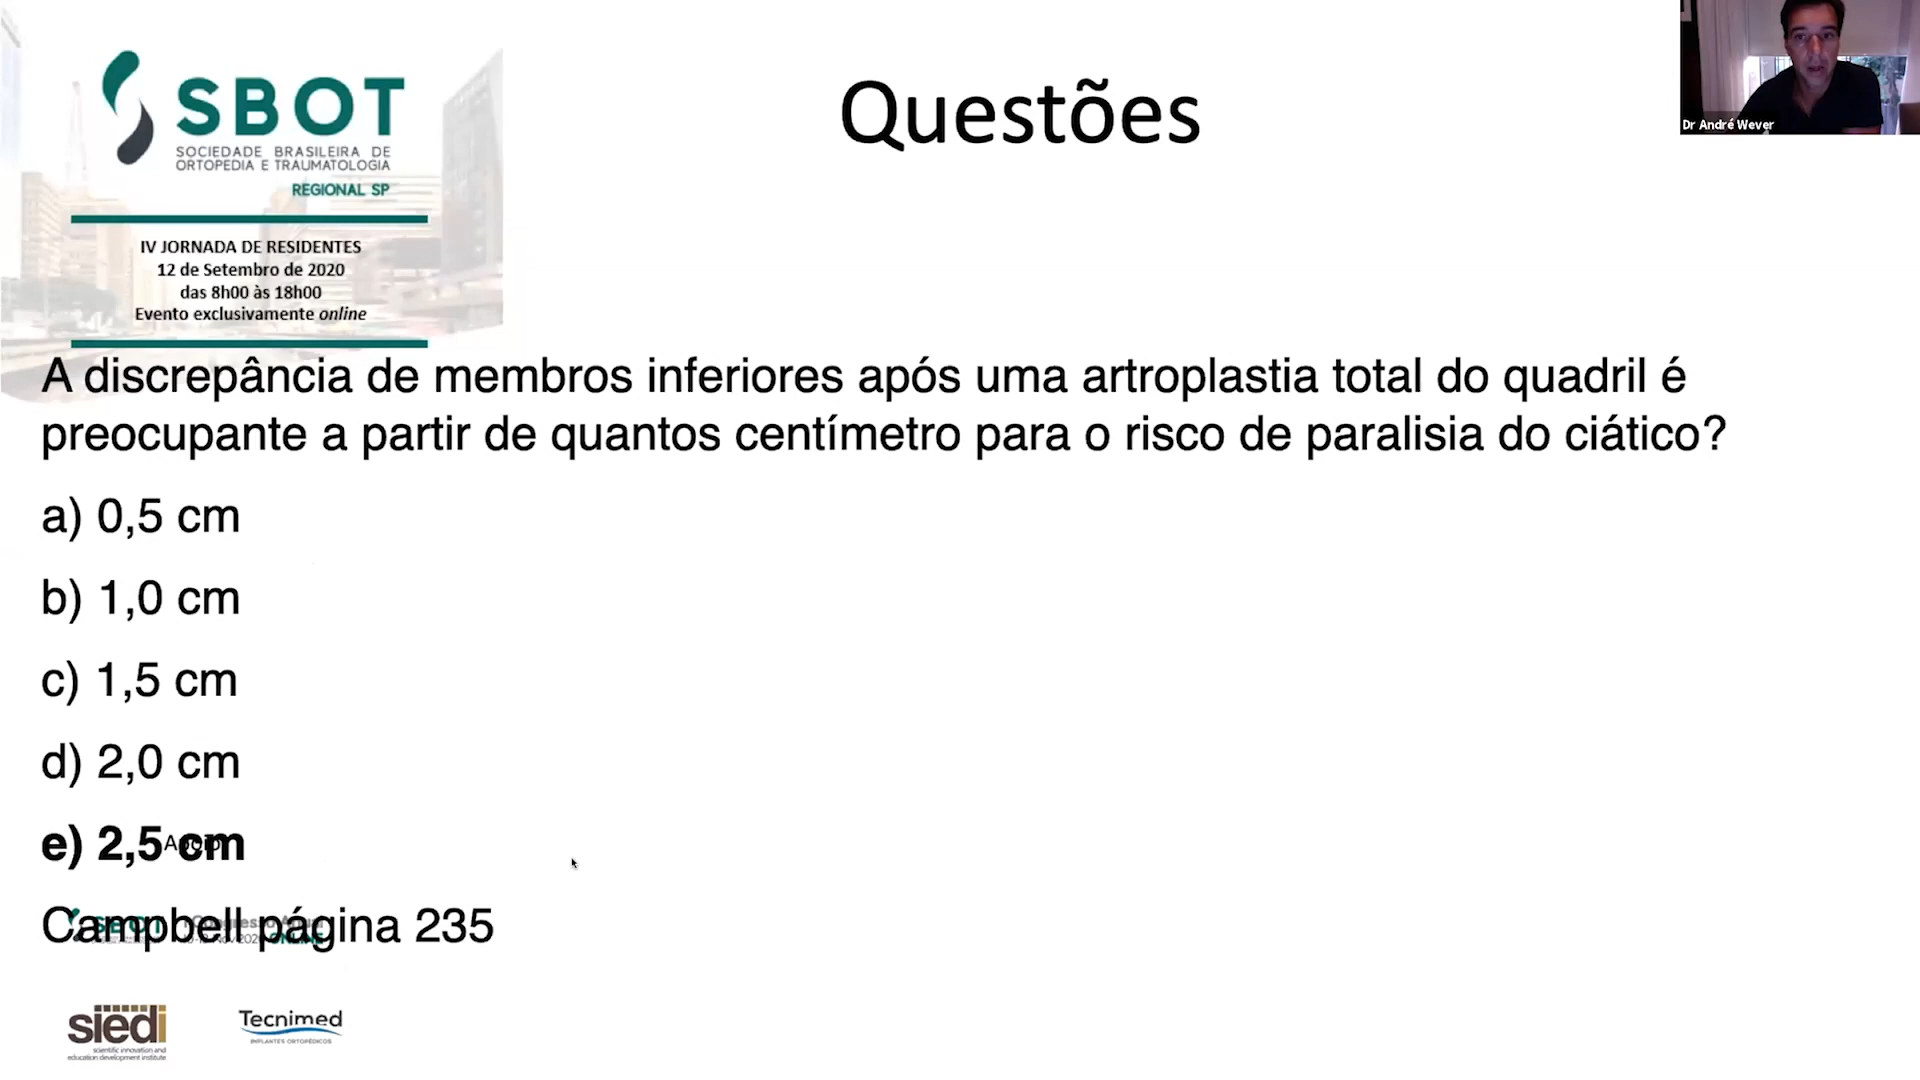 SBOT
SOCIEDADE BRASILEIRA DE
ORTOPEDIA E TRAUMATOLOGIA
REGIONAL SP
IV JORNADA DE RESIDENTES
12 de Setembro de 2020
das 8h00 às 18h00
Evento exclusivamente online
Questões
Dr André Wever
A discrepância de membros inferiores após uma artroplastia total do quadril é
preocupante a partir de quantos centímetro para o risco de paralisia do ciático?
a) 0,5 cm
b) 1,0 cm
c) 1,5 cm
d) 2,0 cm
e) 2,5 cm
Campbell página 235
SBOT
ONLINE
siedi
scientific innovation and
education development institute
Tecnimed
IMPLANTES ORTOPÉDICOS